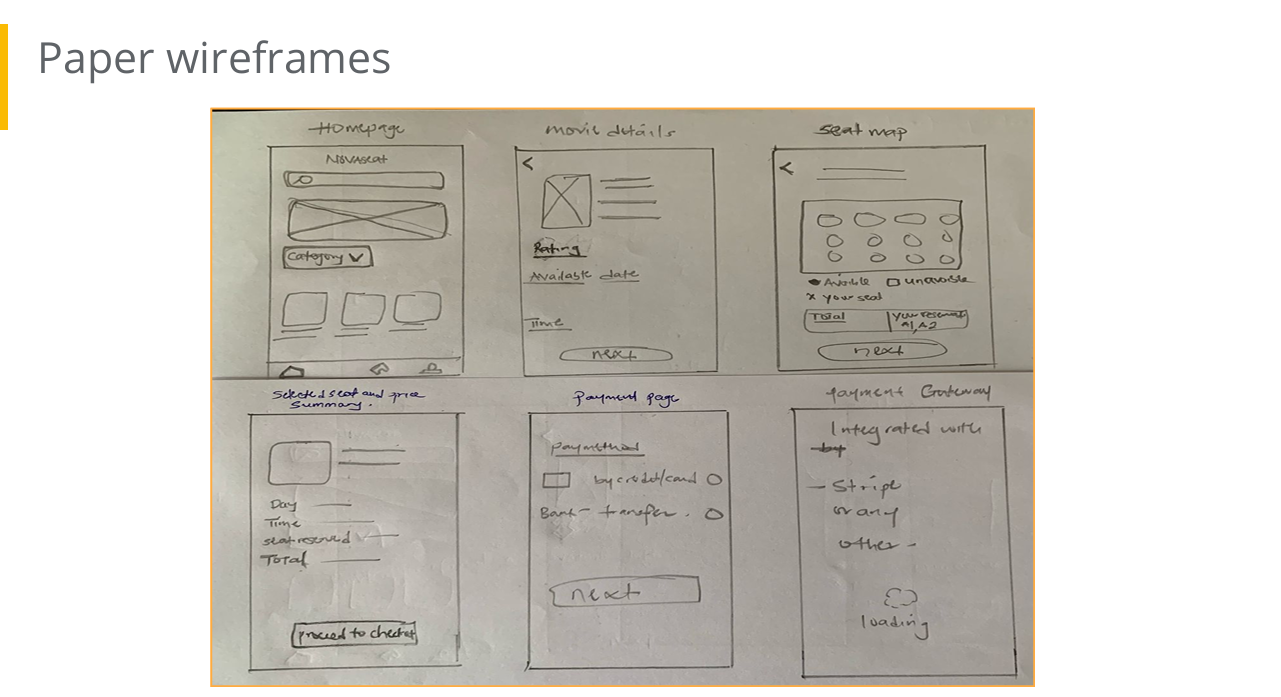 Paper wireframes
Homepage
Novaseat
Category
movie details
Rating
Available date
Time
next
seat map
Available
unavaible
x your seat
Total
your reserved
A1, A2
next
Selected seat and price
Summary.
Day
Time
seat reserved
Total
proceed to checkout
Payment page
paymethod
by credit/card
Bank - transfer.
next
payment Gateway
Integrated with
by
- Stripe
or any
other -
loading